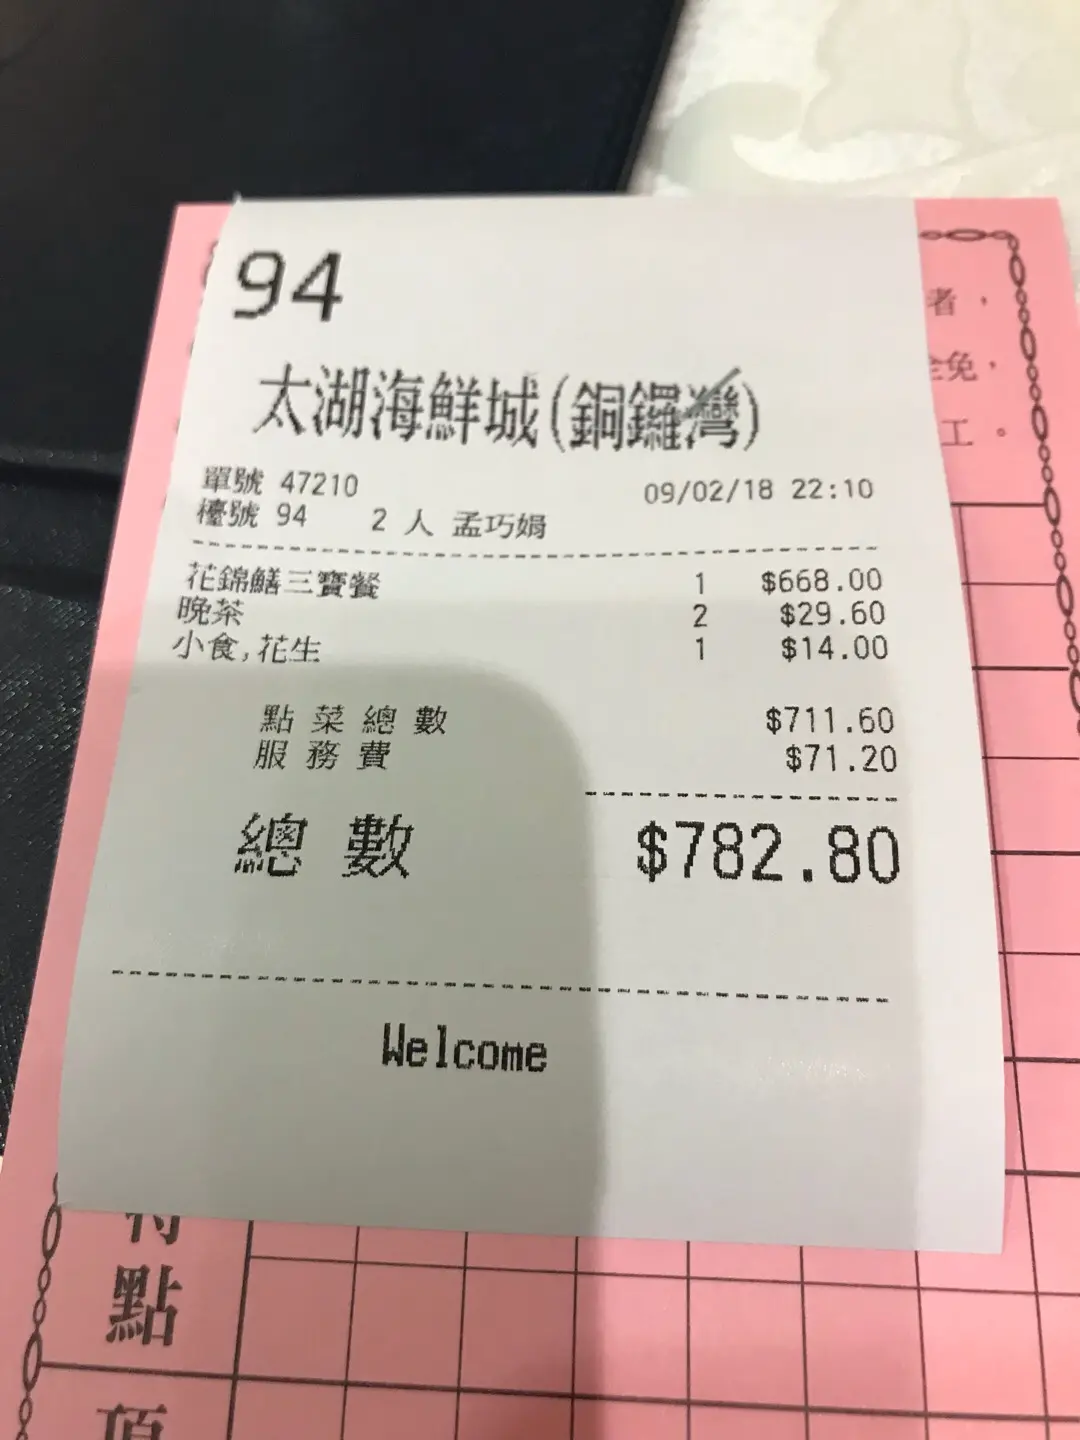 94
太湖海鮮城(銅鑼灣)
單號 47210 09/02/18 22:10
檯號 94 2 人 孟巧娟
花錦鱔三寶餐 1 $668.00
晚茶 2 $29.60
小食,花生 1 $14.00
點菜總數 $711.60
服務費 $71.20
總數 $782.80
Welcome
者，
免，
工。
點
項